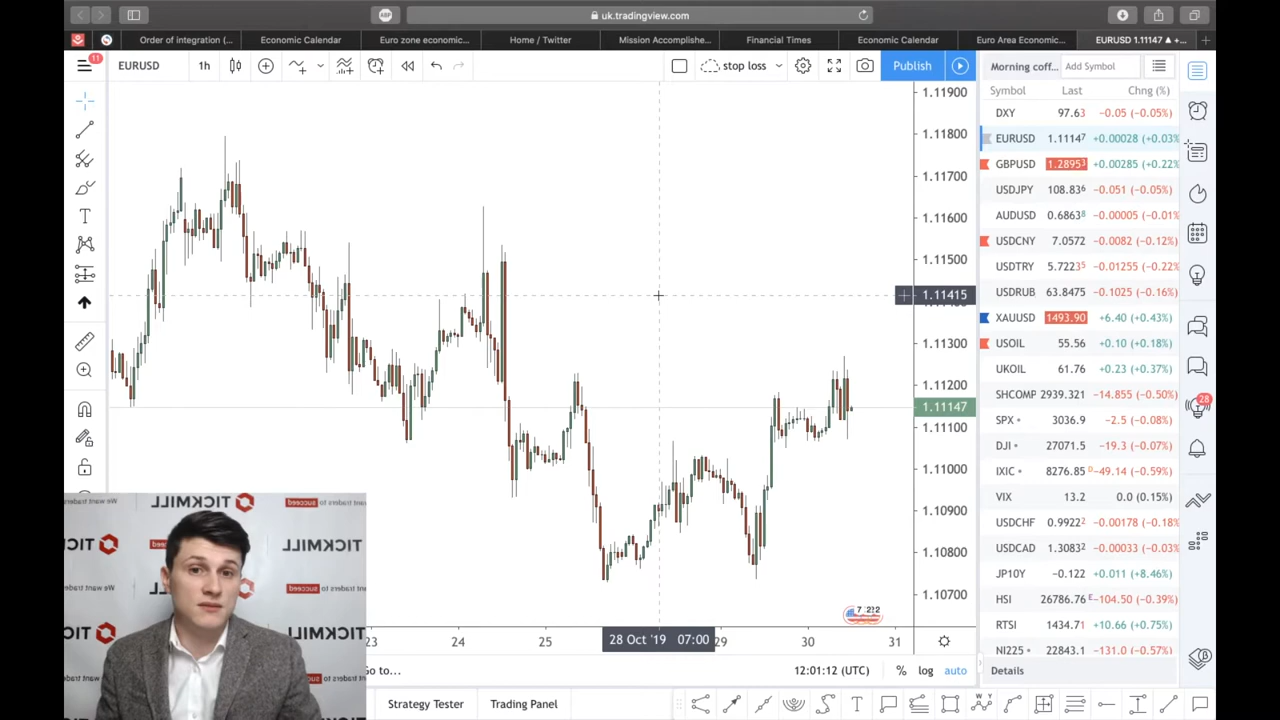 uk.tradingview.com
ABP
Order of integration (...
Economic Calendar
Euro zone economic...
Home / Twitter
Mission Accomplishe...
Financial Times
Economic Calendar
Euro Area Economic...
EURUSD 1.11147 ▲ +...
11
EURUSD
1h
stop loss
Publish
Morning coff...
Add Symbol
Symbol Last Chng (%)
DXY 97.63 −0.05 (−0.05%)
EURUSD 1.11147 +0.00028 (+0.03%)
GBPUSD 1.28953 +0.00285 (+0.22%
USDJPY 108.836 −0.051 (−0.05%)
AUDUSD 0.68638 −0.00005 (−0.01%
USDCNY 7.0572 −0.0082 (−0.12%)
USDTRY 5.72235 −0.01255 (−0.22%
USDRUB 63.8475 −0.1025 (−0.16%)
XAUUSD 1493.90 +6.40 (+0.43%)
USOIL 55.56 +0.10 (+0.18%)
UKOIL 61.76 +0.23 (+0.37%)
SHCOMP 2939.321 −14.855 (−0.50%)
SPX 3036.9 −2.5 (−0.08%)
DJI 27071.5 −19.3 (−0.07%)
IXIC 8276.85 D −49.14 (−0.59%)
VIX 13.2 0.0 (0.15%)
USDCHF 0.9922 −0.00178 (−0.18%
USDCAD 1.30832 −0.00033 (−0.03%
JP10Y −0.122 +0.011 (+8.46%)
HSI 26786.76 E −104.50 (−0.39%)
RTSI 1434.71 +10.66 (+0.75%)
NI225 22843.1 −131.0 (−0.57%)
Details
28
1.11900
1.11800
1.11700
1.11600
1.11500
1.11415
1.11300
1.11200
1.11147
1.11100
1.11000
1.10900
1.10800
1.10700
23
24
25
28 Oct '19 07:00
29
30
31
Go to...
12:01:12 (UTC)
%
log
auto
Strategy Tester
Trading Panel
We want traders to succeed
TICKMILL
TICKMILL
TICKMILL
TICKMILL